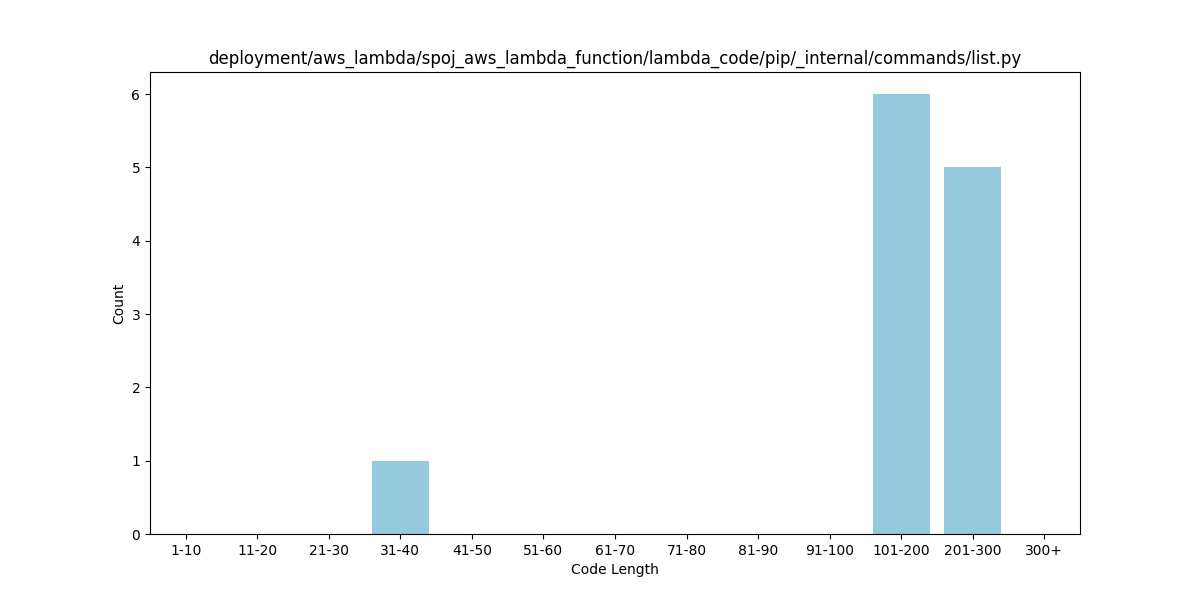 deployment/aws_lambda/spoj_aws_lambda_function/lambda_code/pip/_internal/commands/list.py
6
5
4
3
2
1
0
Count
1-10 11-20 21-30 31-40 41-50 51-60 61-70 71-80 81-90 91-100 101-200 201-300 300+
Code Length